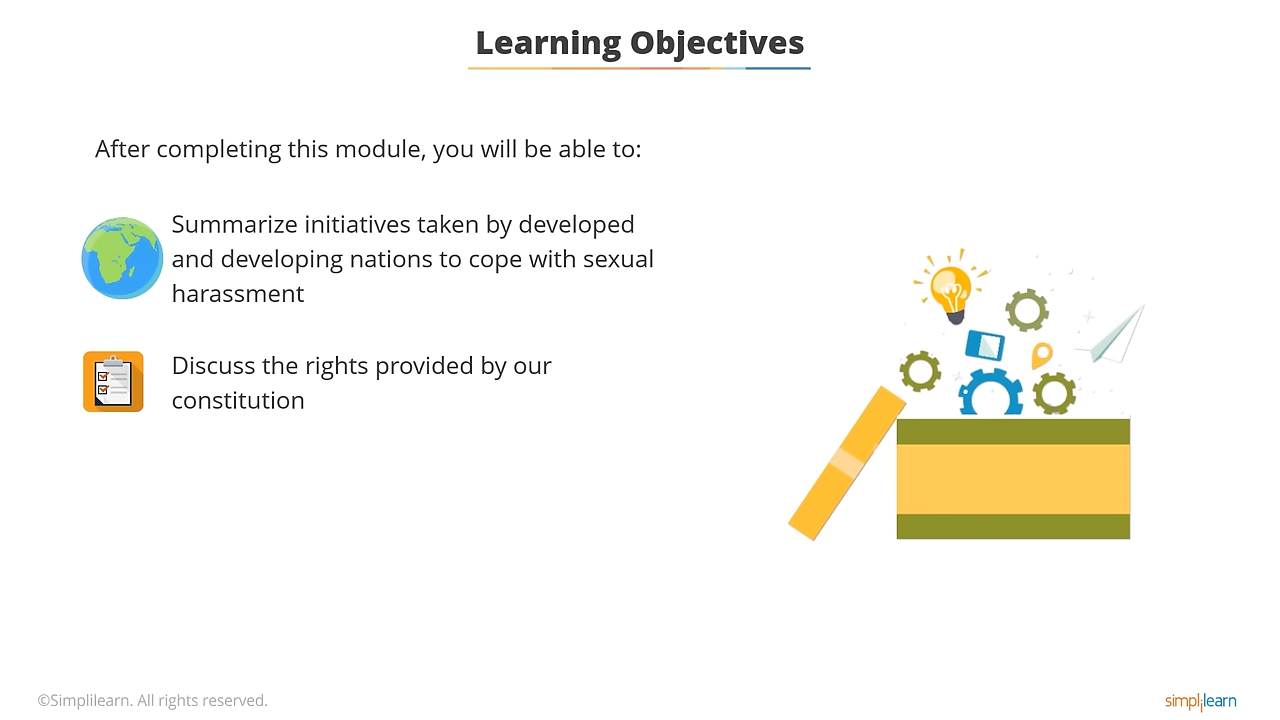 Learning Objectives
After completing this module, you will be able to:
Summarize initiatives taken by developed
and developing nations to cope with sexual
harassment
Discuss the rights provided by our
constitution
©Simplilearn. All rights reserved.
simplilearn